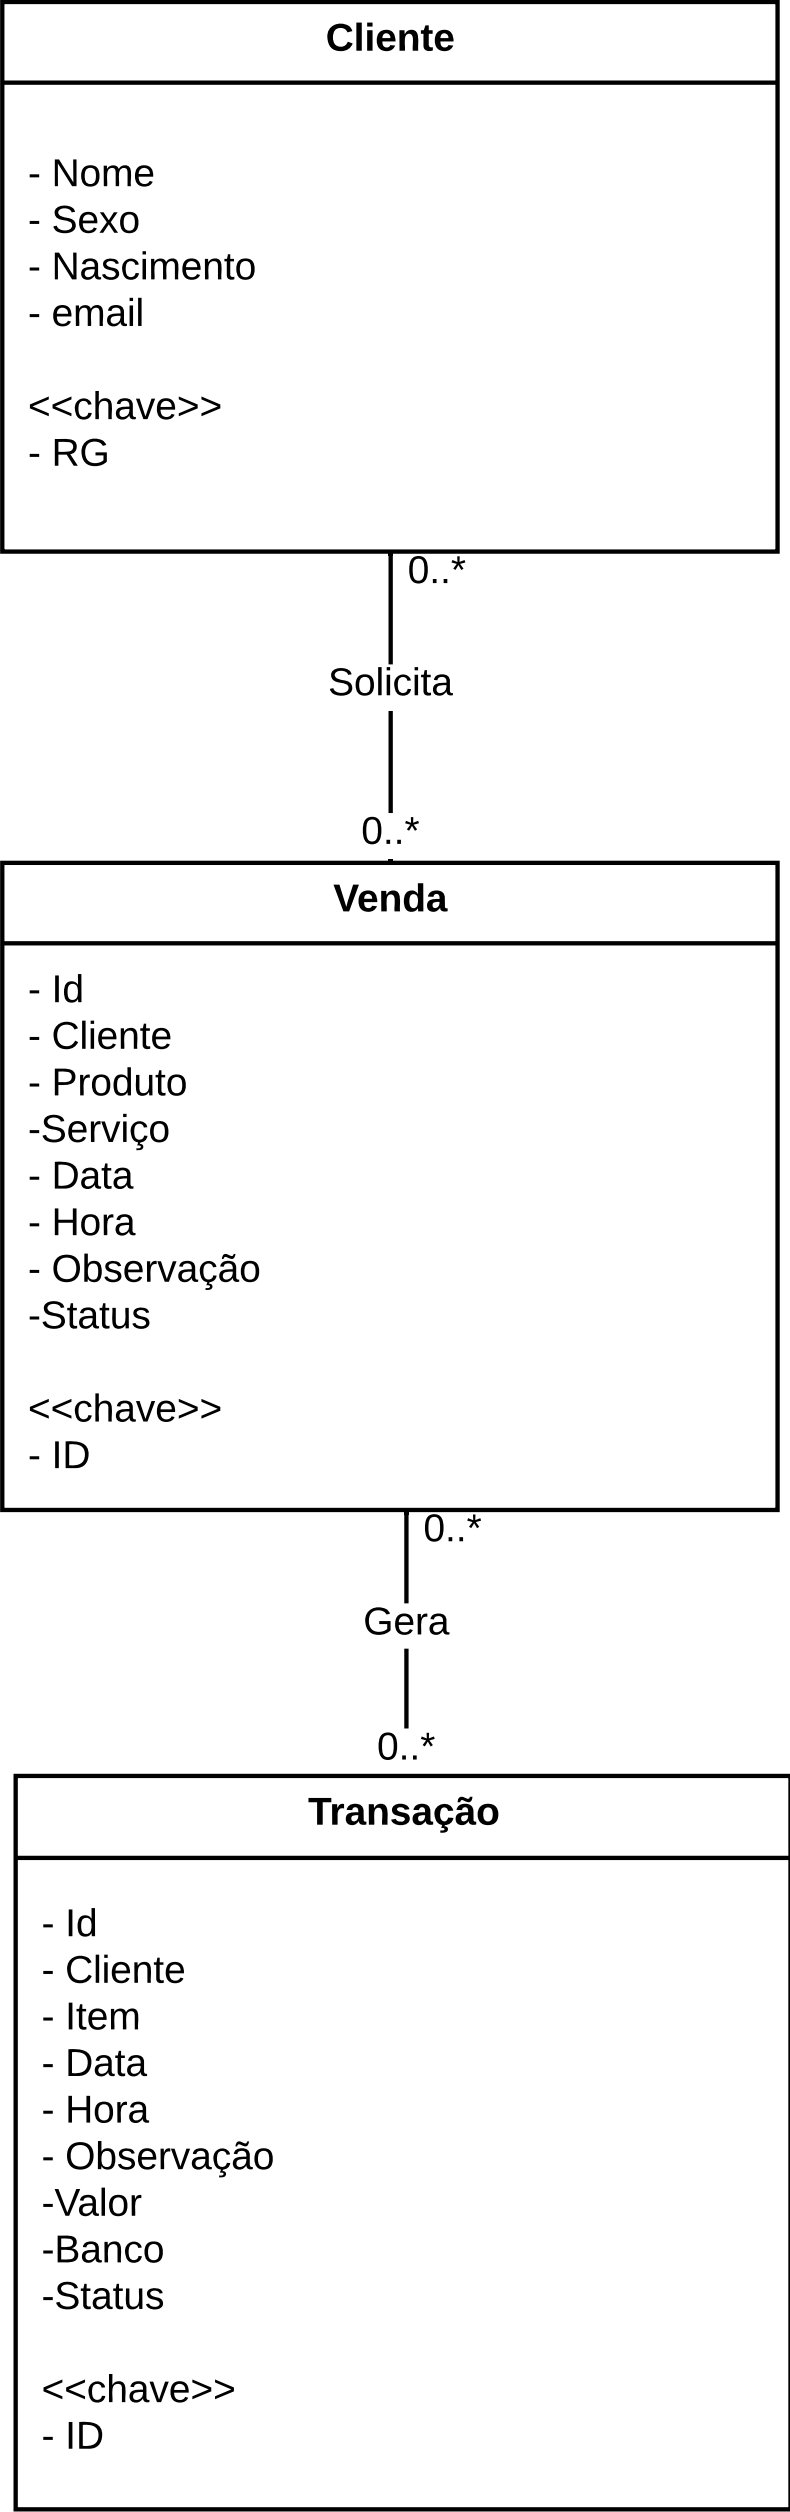 Cliente
- Nome
- Sexo
- Nascimento
- email
<<chave>>
- RG
0..*
Solicita
0..*
Venda
- Id
- Cliente
- Produto
-Serviço
- Data
- Hora
- Observação
-Status
<<chave>>
- ID
0..*
Gera
0..*
Transação
- Id
- Cliente
- Item
- Data
- Hora
- Observação
-Valor
-Banco
-Status
<<chave>>
- ID